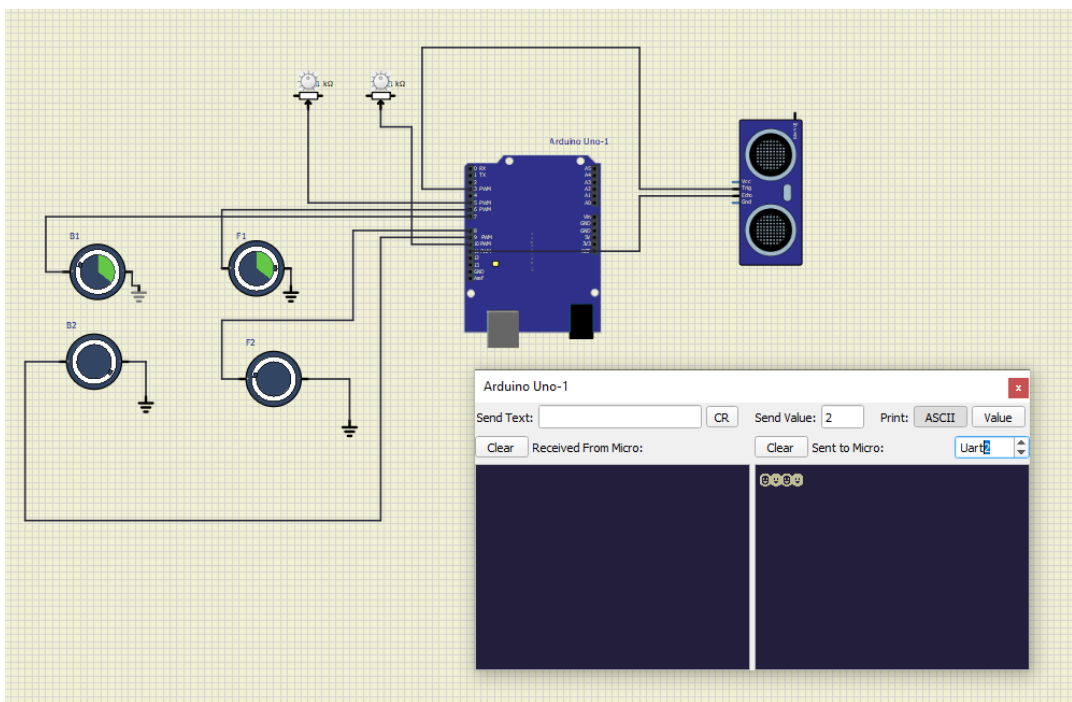 1 kΩ
1 kΩ
Arduino Uno-1
0 RX
1 TX
2
3 PWM
4
5 PWM
6 PWM
7
8
9 PWM
10 PWM
12
13
GND
Aref
A5
A4
A3
A2
A1
A0
Vin
GND
GND
5V
3V3
Vcc
Trig
Echo
Gnd
B1
F1
B2
F2
Arduino Uno-1
x
Send Text:
CR
Send Value: 2
Print:
ASCII
Value
Clear
Received From Micro:
Clear
Sent to Micro:
Uart2